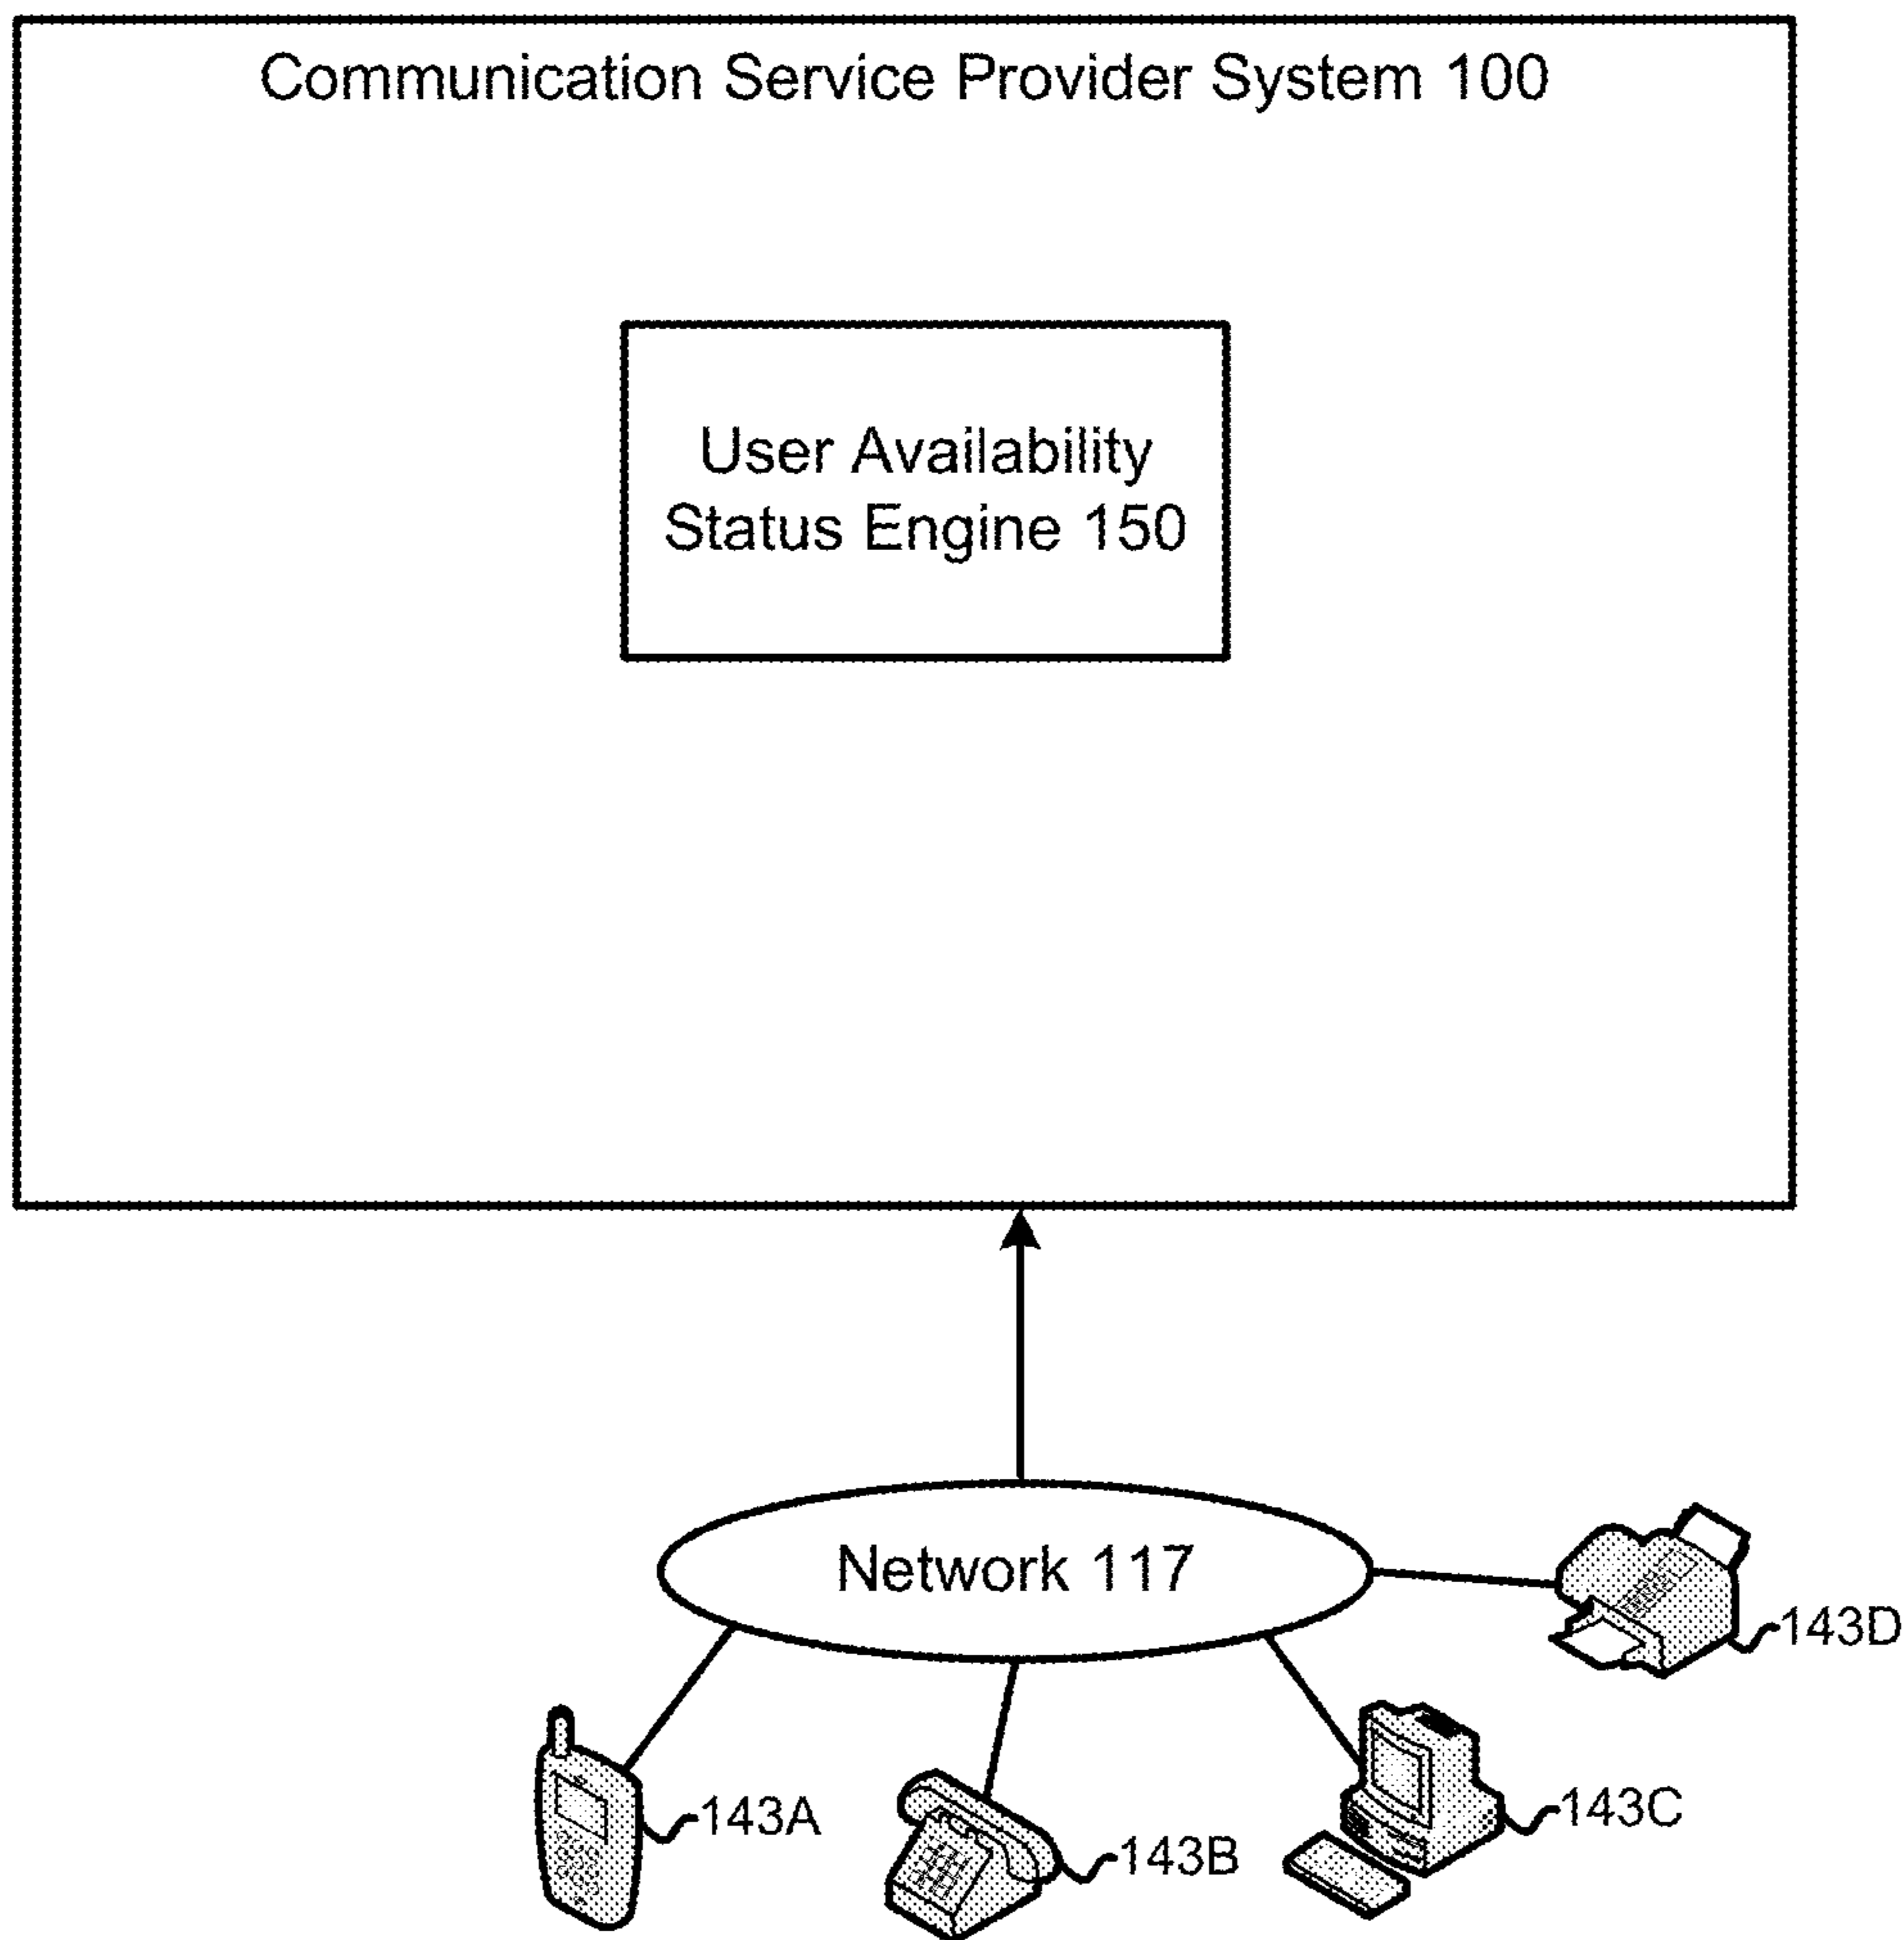 Communication Service Provider System 100
User Availability
Status Engine 150
Network 117
143D
143A
143B
143C